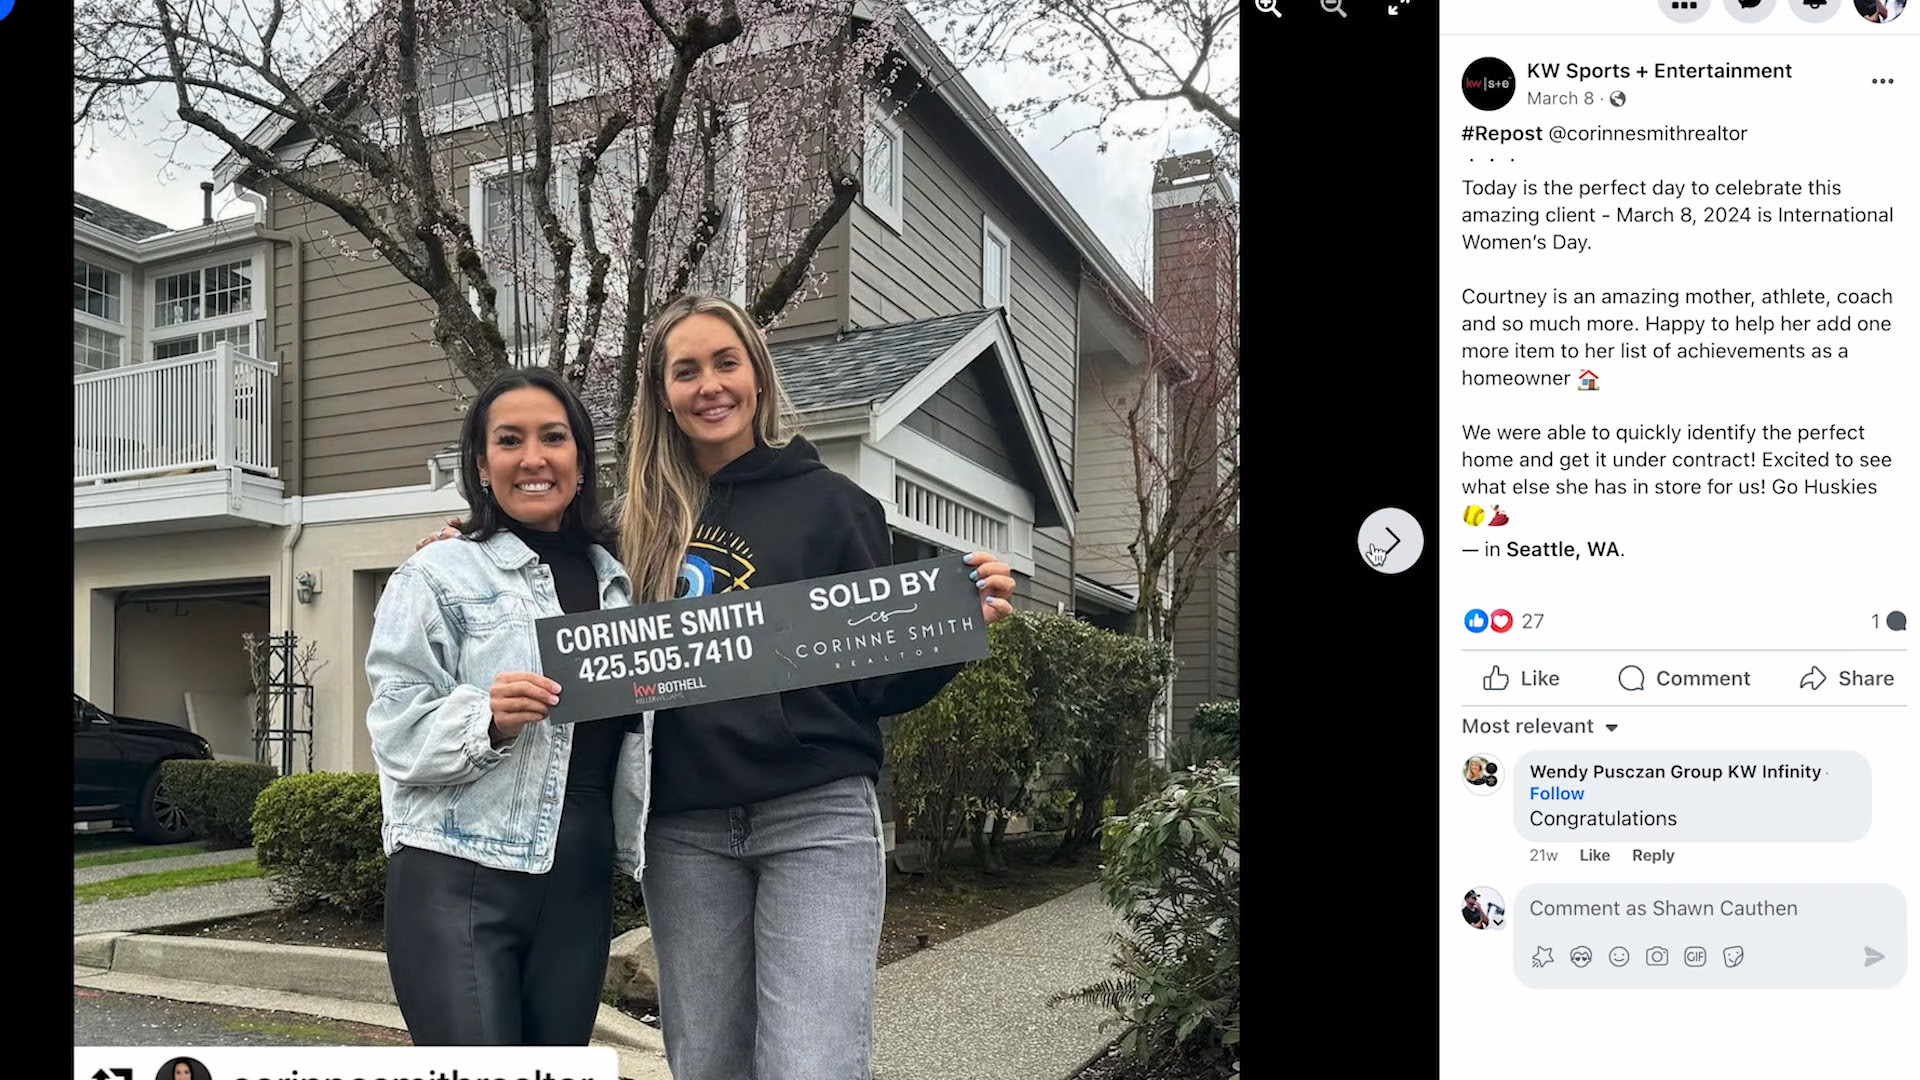 CORINNE SMITH
425.505.7410
kw BOTHELL
KELLERWILLIAMS
SOLD BY
cs
CORINNE SMITH
REALTOR
kw|s+e
KW Sports + Entertainment
March 8 ·
#Repost @corinnesmithrealtor
· · ·
Today is the perfect day to celebrate this
amazing client - March 8, 2024 is International
Women's Day.
Courtney is an amazing mother, athlete, coach
and so much more. Happy to help her add one
more item to her list of achievements as a
homeowner 🏠
We were able to quickly identify the perfect
home and get it under contract! Excited to see
what else she has in store for us! Go Huskies
🥎💃
— in Seattle, WA.
27
1
Like
Comment
Share
Most relevant
Wendy Pusczan Group KW Infinity ·
Follow
Congratulations
21w Like Reply
Comment as Shawn Cauthen
GIF